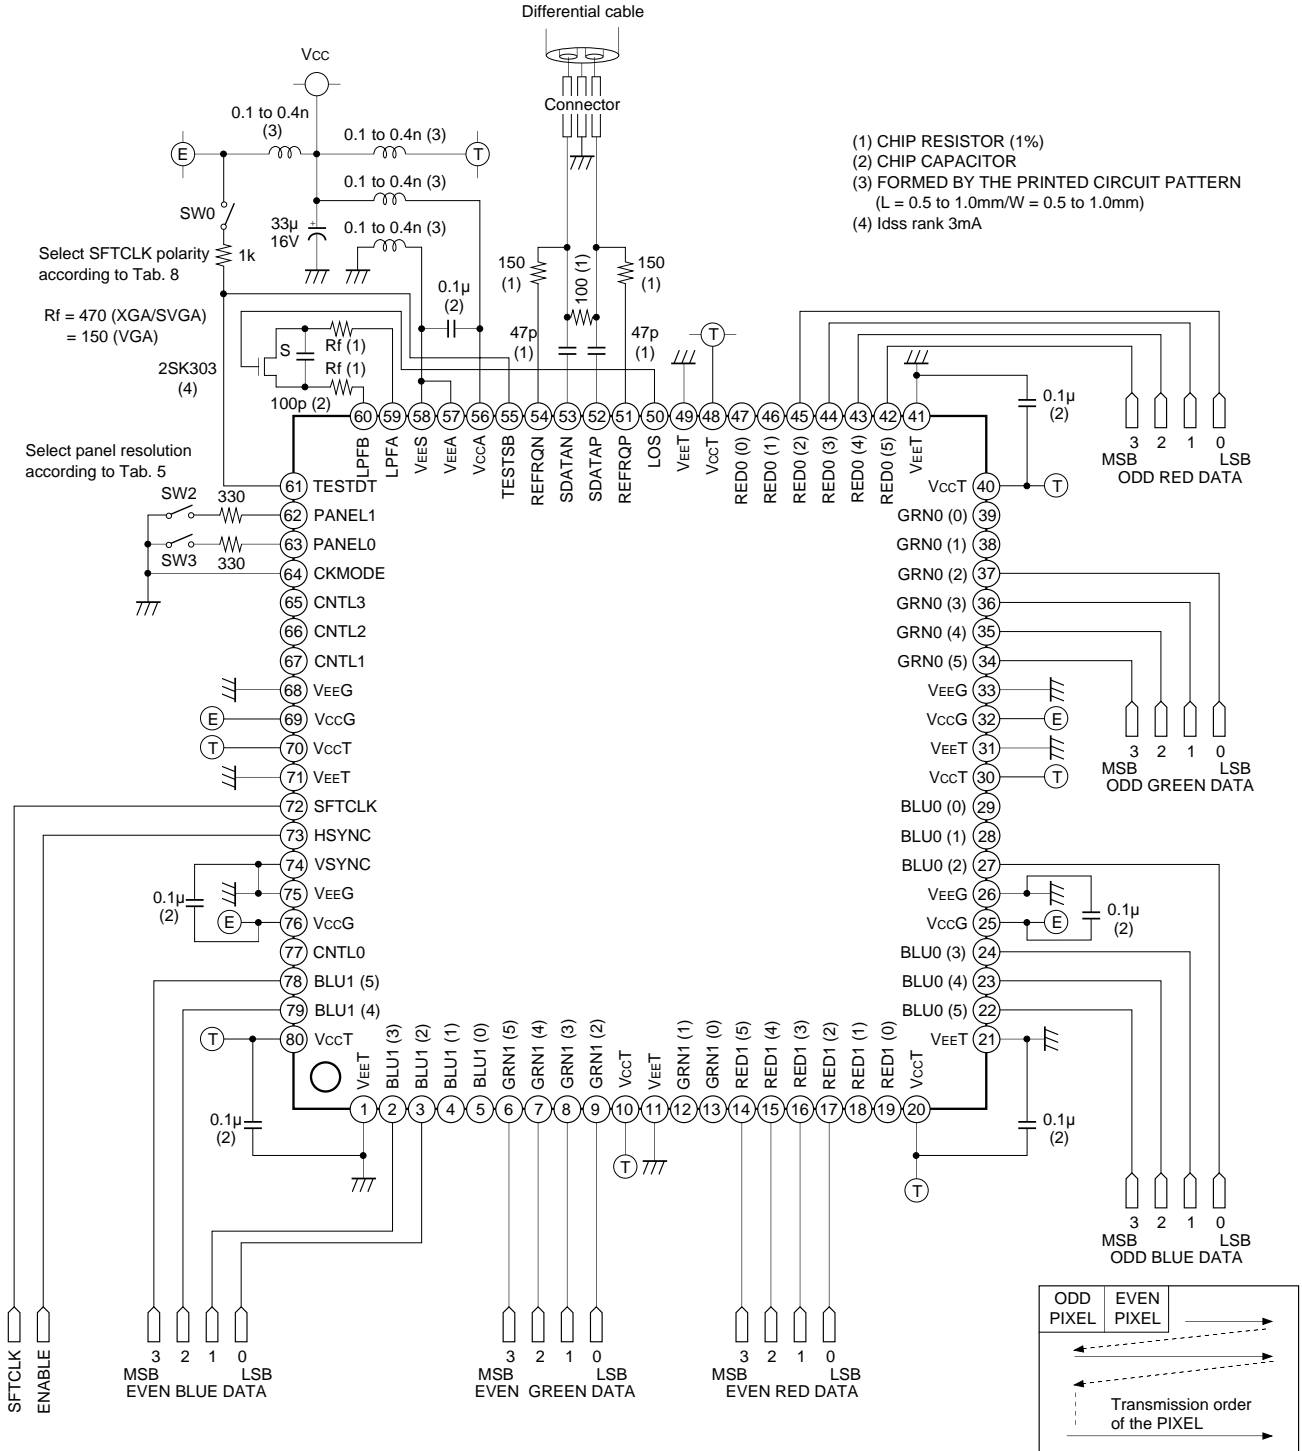 Differential cable
Vcc
0.1 to 0.4n
(3)
0.1 to 0.4n (3)
E
T
Connector
0.1 to 0.4n (3)
SW0
33µ
16V
+
0.1 to 0.4n (3)
1k
Select SFTCLK polarity
according to Tab. 8
(1) CHIP RESISTOR (1%)
(2) CHIP CAPACITOR
(3) FORMED BY THE PRINTED CIRCUIT PATTERN
(L = 0.5 to 1.0mm/W = 0.5 to 1.0mm)
(4) Idss rank 3mA
150
(1)
100 (1)
150
(1)
0.1µ
(2)
Rf = 470 (XGA/SVGA)
= 150 (VGA)
S
Rf (1)
Rf (1)
47p
(1)
47p
(1)
T
2SK303
(4)
100p (2)
0.1µ
(2)
3 2 1 0
MSB LSB
ODD RED DATA
60 59 58 57 56 55 54 53 52 51 50 49 48 47 46 45 44 43 42 41
LPFB
LPFA
VEES
VEEA
VccA
TESTSB
REFRQN
SDATAN
SDATAP
REFRQP
LOS
VEET
VccT
RED0 (0)
RED0 (1)
RED0 (2)
RED0 (3)
RED0 (4)
RED0 (5)
VEET
Select panel resolution
according to Tab. 5
SW2 330
SW3 330
61 TESTDT
62 PANEL1
63 PANEL0
64 CKMODE
65 CNTL3
66 CNTL2
67 CNTL1
68 VEEG
E 69 VccG
T 70 VccT
71 VEET
72 SFTCLK
73 HSYNC
74 VSYNC
75 VEEG
E 76 VccG
0.1µ
(2)
77 CNTL0
78 BLU1 (5)
79 BLU1 (4)
T 80 VccT
0.1µ
(2)
VccT 40 T
GRN0 (0) 39
GRN0 (1) 38
GRN0 (2) 37
GRN0 (3) 36
GRN0 (4) 35
GRN0 (5) 34
VEEG 33
VccG 32 E
VEET 31
VccT 30 T
BLU0 (0) 29
BLU0 (1) 28
BLU0 (2) 27
VEEG 26
VccG 25 E
0.1µ
(2)
BLU0 (3) 24
BLU0 (4) 23
BLU0 (5) 22
VEET 21
0.1µ
(2)
3 2 1 0
MSB LSB
ODD GREEN DATA
VEET
BLU1 (3)
BLU1 (2)
BLU1 (1)
BLU1 (0)
GRN1 (5)
GRN1 (4)
GRN1 (3)
GRN1 (2)
VccT
VEET
GRN1 (1)
GRN1 (0)
RED1 (5)
RED1 (4)
RED1 (3)
RED1 (2)
RED1 (1)
RED1 (0)
VccT
1 2 3 4 5 6 7 8 9 10 11 12 13 14 15 16 17 18 19 20
T
T
3 2 1 0
MSB LSB
ODD BLUE DATA
SFTCLK
ENABLE
3 2 1 0
MSB LSB
EVEN BLUE DATA
3 2 1 0
MSB LSB
EVEN GREEN DATA
3 2 1 0
MSB LSB
EVEN RED DATA
ODD
PIXEL
EVEN
PIXEL
Transmission order
of the PIXEL